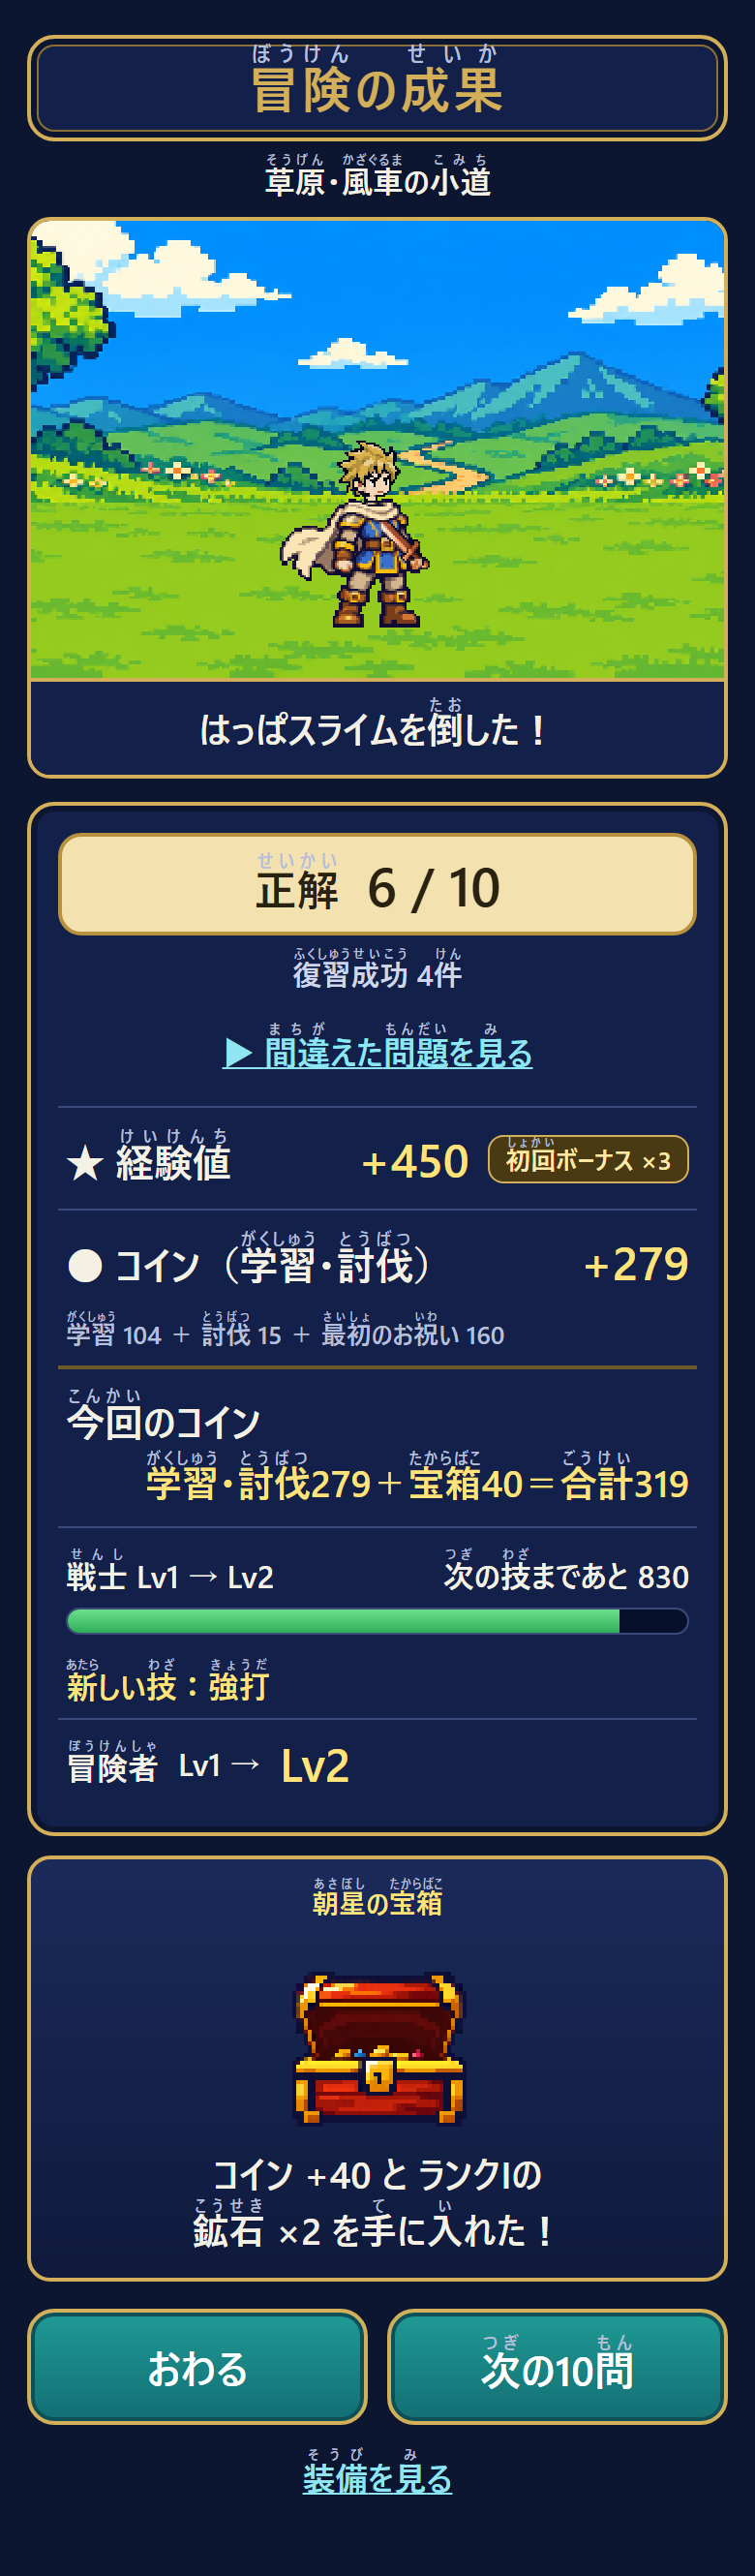 冒険の成果
草原・風車の小道
はっぱスライムを倒した！
正解 6 / 10
復習成功 4件
▶ 間違えた問題を見る
★ 経験値 +450 初回ボーナス ×3
● コイン（学習・討伐） +279
学習 104 ＋ 討伐 15 ＋ 最初のお祝い 160
今回のコイン
学習・討伐279＋宝箱40＝合計319
戦士 Lv1 → Lv2 次の技まであと 830
新しい技：強打
冒険者 Lv1 → Lv2
朝星の宝箱
コイン +40 と ランクIの
鉱石 ×2 を手に入れた！
おわる 次の10問
装備を見る